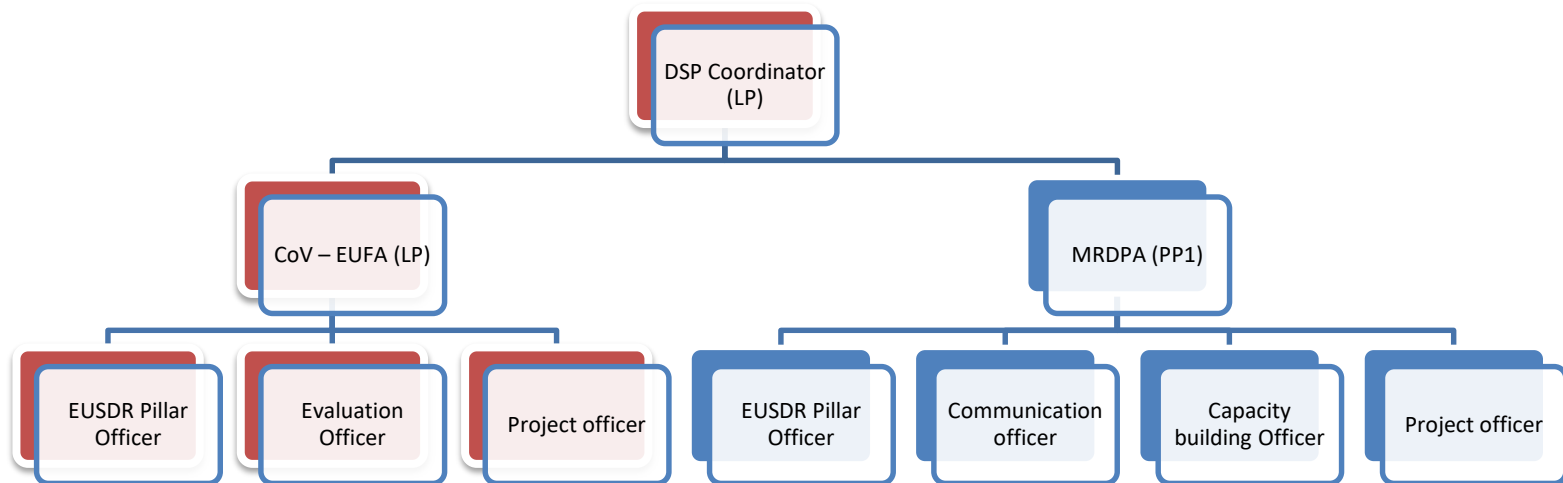 DSP Coordinator
(LP)
CoV – EUFA (LP)
MRDPA (PP1)
EUSDR Pillar
Officer
Evaluation
Officer
Project officer
EUSDR Pillar
Officer
Communication
officer
Capacity
building Officer
Project officer